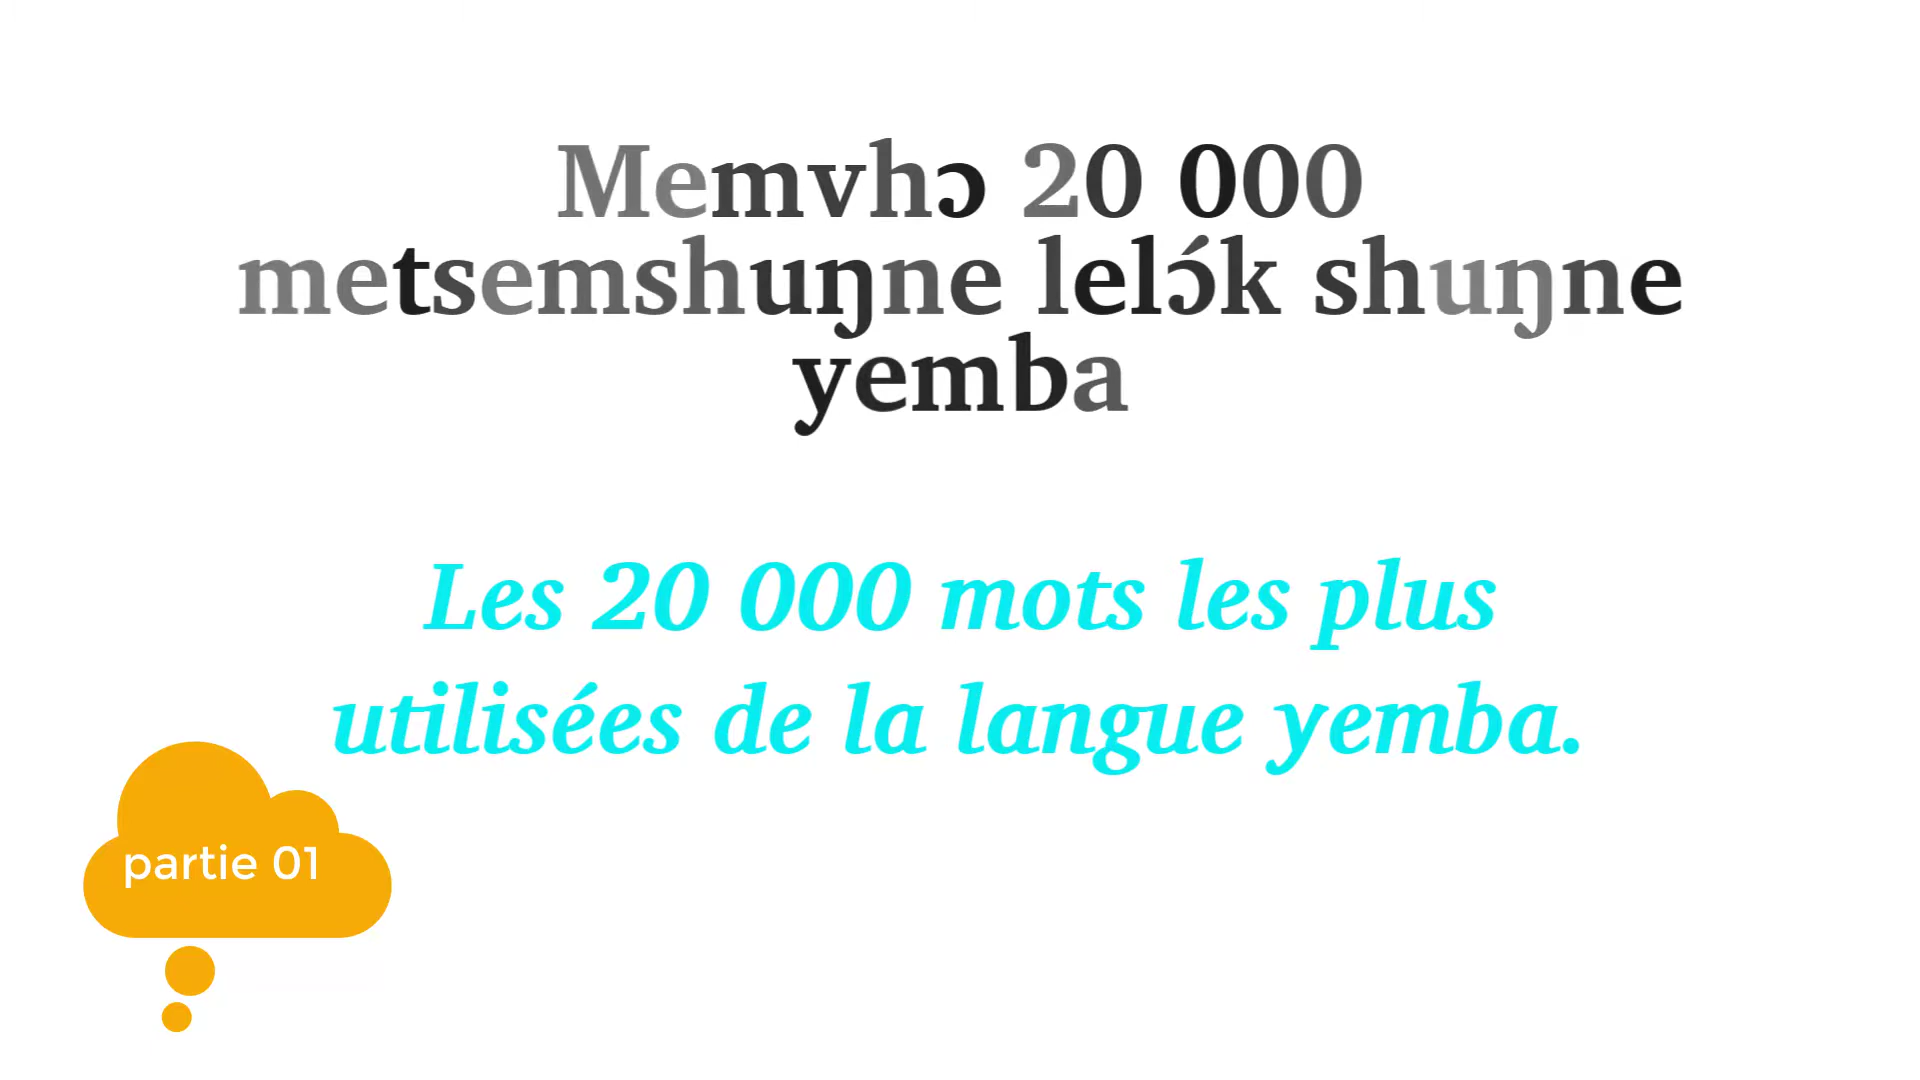 Memvhɔ 20 000
metsemshuŋne lelɔ́k shuŋne
yemba
Les 20 000 mots les plus
utilisées de la langue yemba.
partie 01